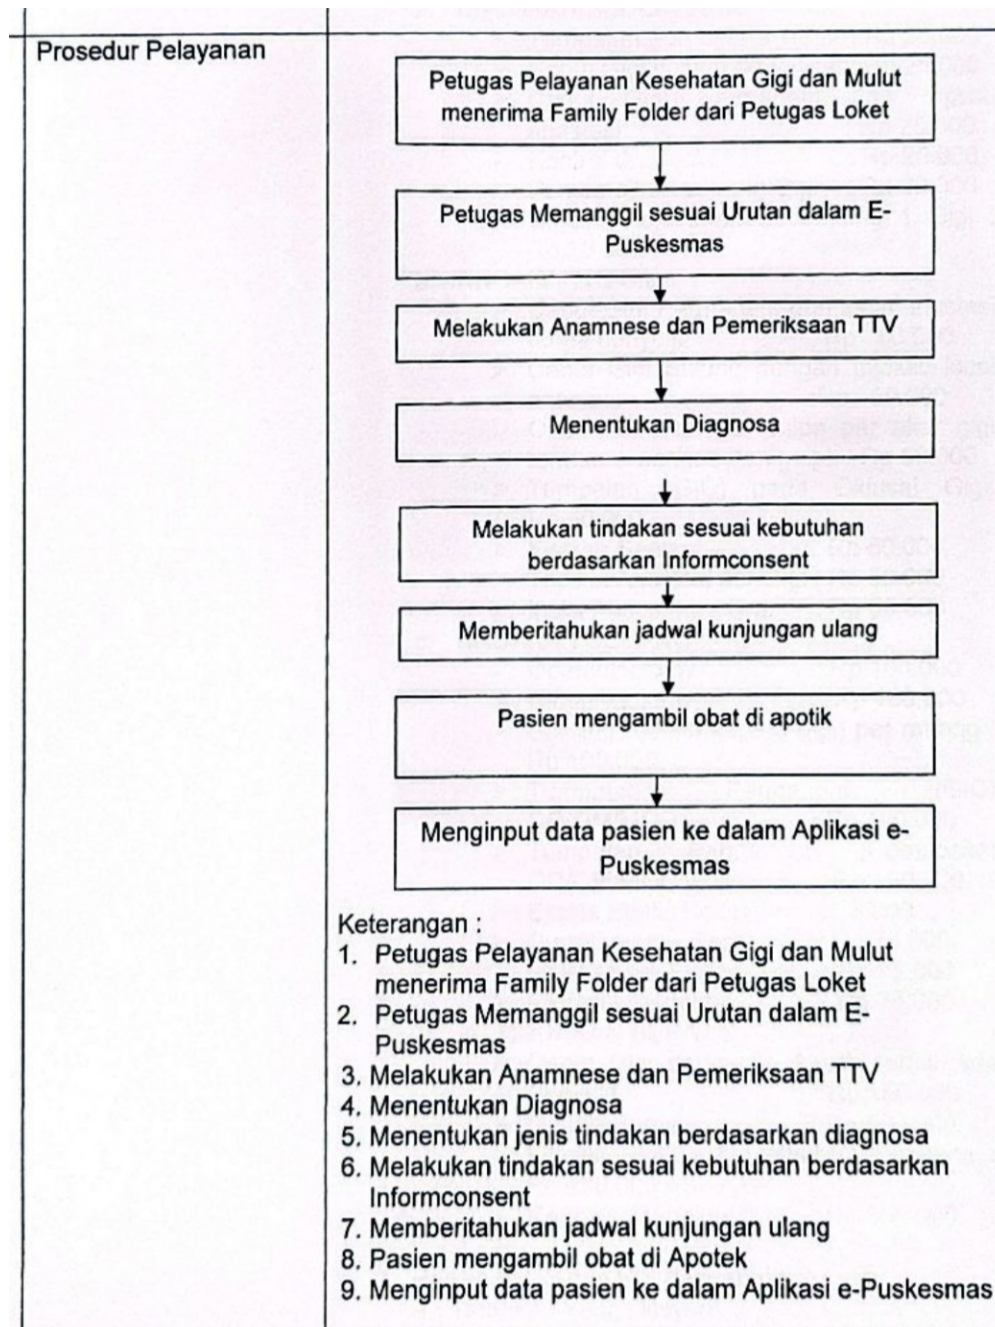 Prosedur Pelayanan
Petugas Pelayanan Kesehatan Gigi dan Mulut
menerima Family Folder dari Petugas Loket
Petugas Memanggil sesuai Urutan dalam E-
Puskesmas
Melakukan Anamnese dan Pemeriksaan TTV
Menentukan Diagnosa
Melakukan tindakan sesuai kebutuhan
berdasarkan Informconsent
Memberitahukan jadwal kunjungan ulang
Pasien mengambil obat di apotik
Menginput data pasien ke dalam Aplikasi e-
Puskesmas
Keterangan :
1. Petugas Pelayanan Kesehatan Gigi dan Mulut
menerima Family Folder dari Petugas Loket
2. Petugas Memanggil sesuai Urutan dalam E-
Puskesmas
3. Melakukan Anamnese dan Pemeriksaan TTV
4. Menentukan Diagnosa
5. Menentukan jenis tindakan berdasarkan diagnosa
6. Melakukan tindakan sesuai kebutuhan berdasarkan
Informconsent
7. Memberitahukan jadwal kunjungan ulang
8. Pasien mengambil obat di Apotek
9. Menginput data pasien ke dalam Aplikasi e-Puskesmas